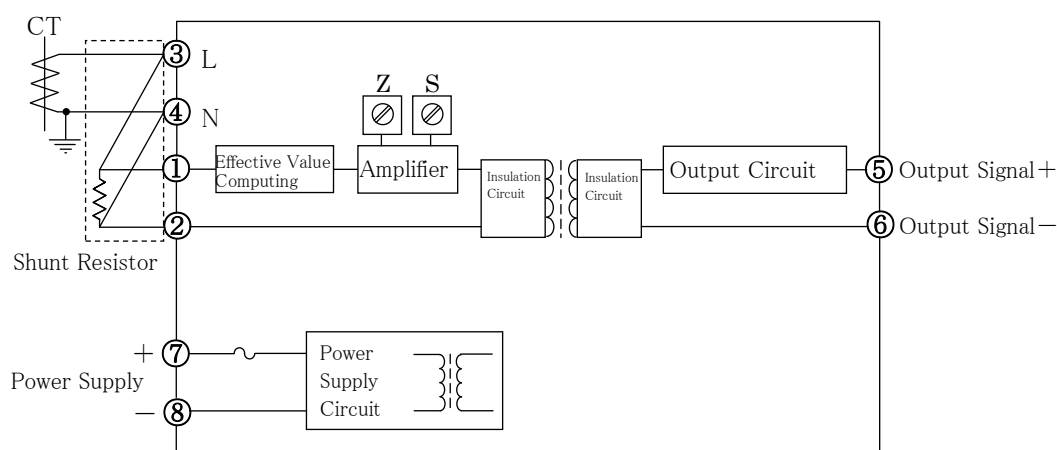 CT
③ L
④ N
Z S
① Effective Value
Computing
Amplifier
Insulation
Circuit
Insulation
Circuit
Output Circuit
⑤ Output Signal+
②
⑥ Output Signal−
Shunt Resistor
+ ⑦
Power Supply
− ⑧
Power
Supply
Circuit